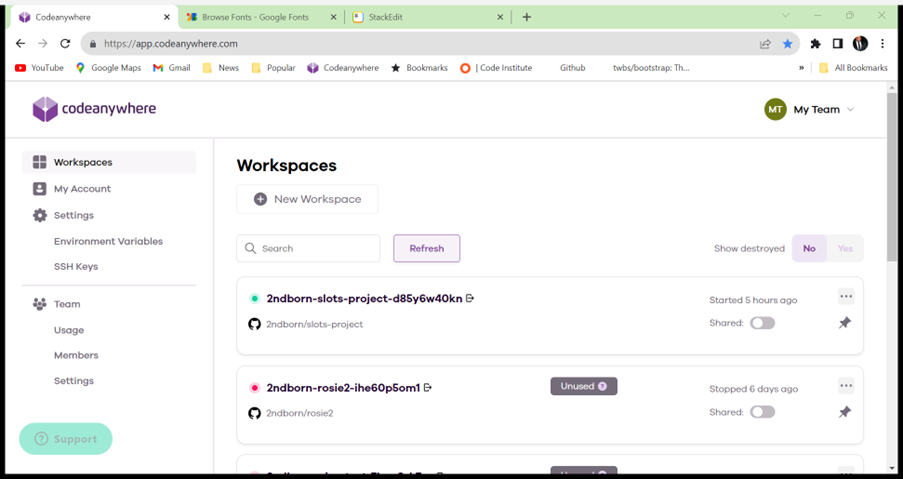 Codeanywhere
Browse Fonts - Google Fonts
StackEdit
https://app.codeanywhere.com
YouTube
Google Maps
Gmail
News
Popular
Codeanywhere
Bookmarks
| Code Institute
Github
twbs/bootstrap: Th...
»
All Bookmarks
codeanywhere
MT My Team
Workspaces
My Account
Settings
Environment Variables
SSH Keys
Team
Usage
Members
Settings
Support
Workspaces
New Workspace
Search
Refresh
Show destroyed
No
Yes
2ndborn-slots-project-d85y6w40kn
Started 5 hours ago
2ndborn/slots-project
Shared:
2ndborn-rosie2-ihe60p5om1
Unused
Stopped 6 days ago
2ndborn/rosie2
Shared: